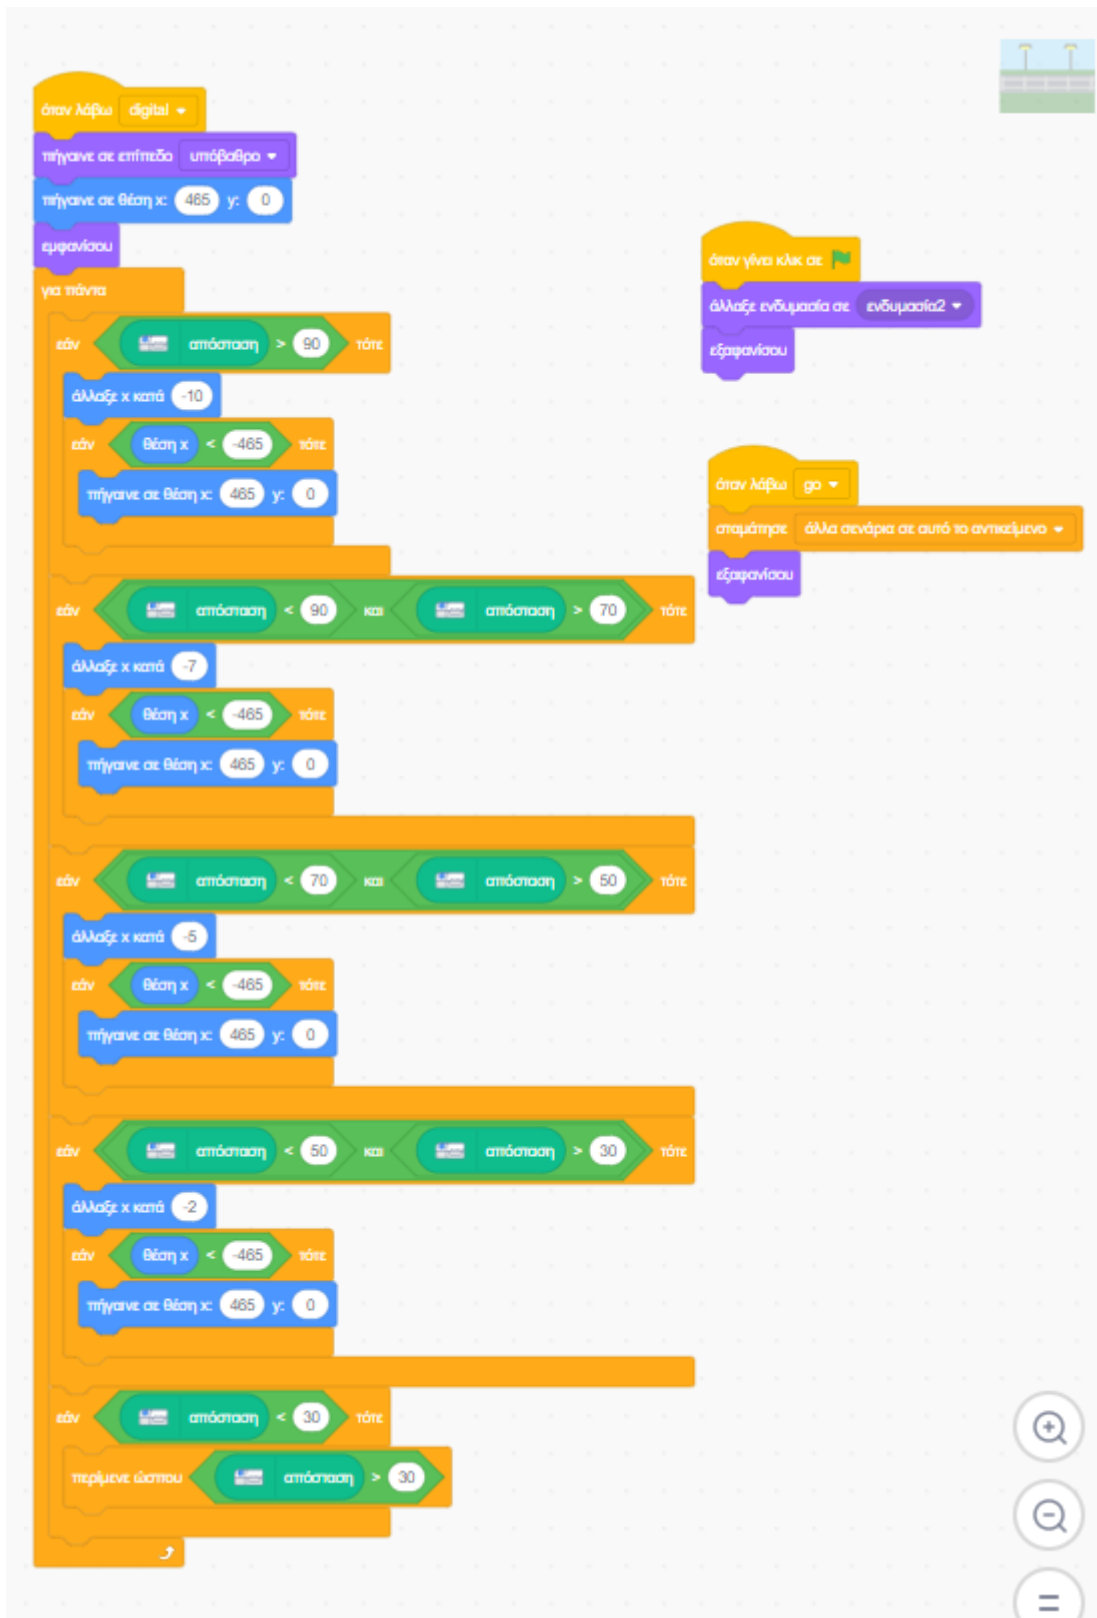 όταν λάβω digital
πήγαινε σε επίπεδο υπόβαθρο
πήγαινε σε θέση x: 465 y: 0
εμφανίσου
για πάντα
εάν απόσταση > 90 τότε
άλλαξε x κατά -10
εάν θέση x < -465 τότε
πήγαινε σε θέση x: 465 y: 0
εάν απόσταση < 90 και απόσταση > 70 τότε
άλλαξε x κατά -7
εάν θέση x < -465 τότε
πήγαινε σε θέση x: 465 y: 0
εάν απόσταση < 70 και απόσταση > 50 τότε
άλλαξε x κατά -5
εάν θέση x < -465 τότε
πήγαινε σε θέση x: 465 y: 0
εάν απόσταση < 50 και απόσταση > 30 τότε
άλλαξε x κατά -2
εάν θέση x < -465 τότε
πήγαινε σε θέση x: 465 y: 0
εάν απόσταση < 30 τότε
περίμενε ώσπου απόσταση > 30
όταν γίνει κλικ σε
άλλαξε ενδυμασία σε ενδυμασία2
εξαφανίσου
όταν λάβω go
σταμάτησε άλλα σενάρια σε αυτό το αντικείμενο
εξαφανίσου